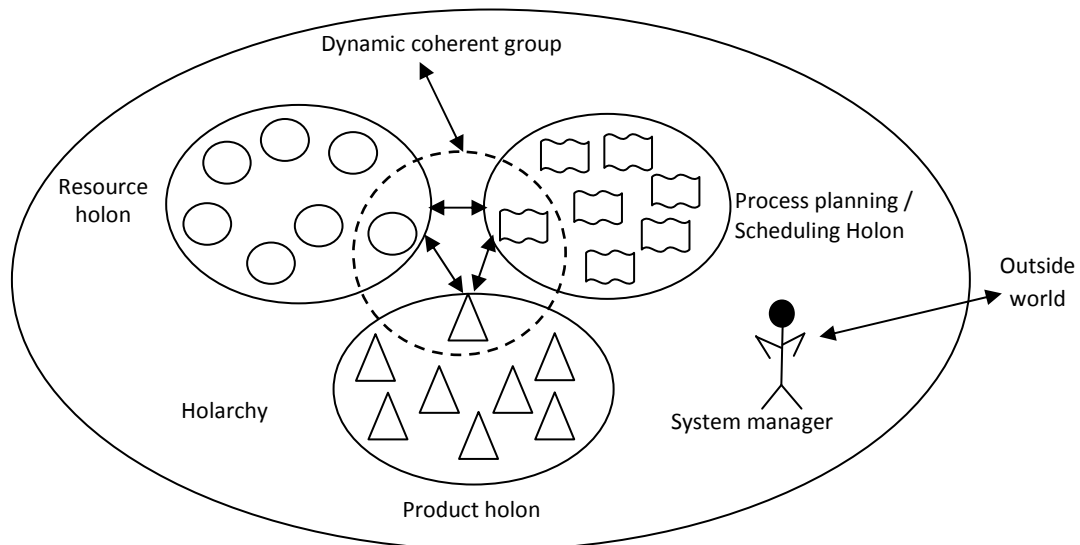 Dynamic coherent group
Resource
holon
Process planning /
Scheduling Holon
Outside
world
Holarchy
System manager
Product holon